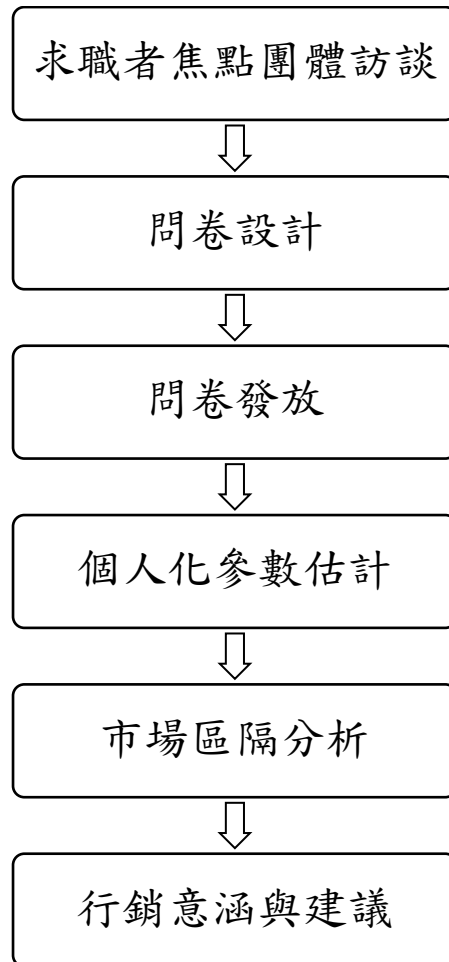 求職者焦點團體訪談
問卷設計
問卷發放
個人化參數估計
市場區隔分析
行銷意涵與建議